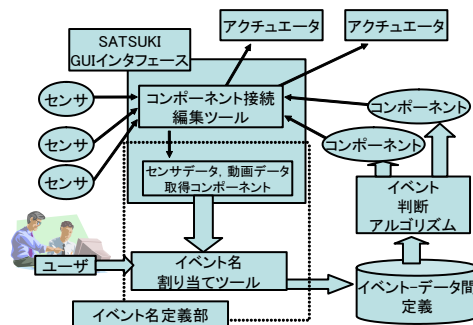 SATSUKI
GUIインタフェース
アクチュエータ
アクチュエータ
センサ
センサ
センサ
コンポーネント接続
編集ツール
コンポーネント
コンポーネント
センサデータ, 動画データ
取得コンポーネント
イベント
判断
アルゴリズム
ユーザ
イベント名
割り当てツール
イベント-データ間
定義
イベント名定義部